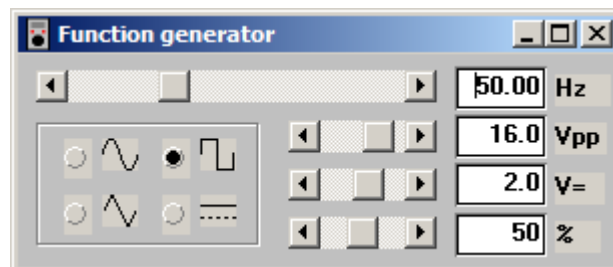 Function generator
50.00 Hz
16.0 Vpp
2.0 V=
50 %